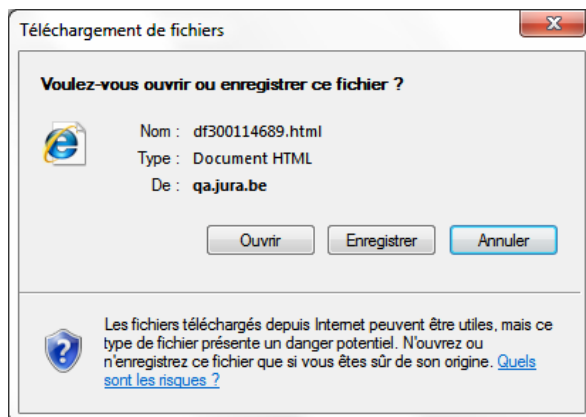 Téléchargement de fichiers
Voulez-vous ouvrir ou enregistrer ce fichier ?
Nom : df300114689.html
Type : Document HTML
De : qa.jura.be
Ouvrir Enregistrer Annuler
Les fichiers téléchargés depuis Internet peuvent être utiles, mais ce
type de fichier présente un danger potentiel. N'ouvrez ou
n'enregistrez ce fichier que si vous êtes sûr de son origine. Quels
sont les risques ?